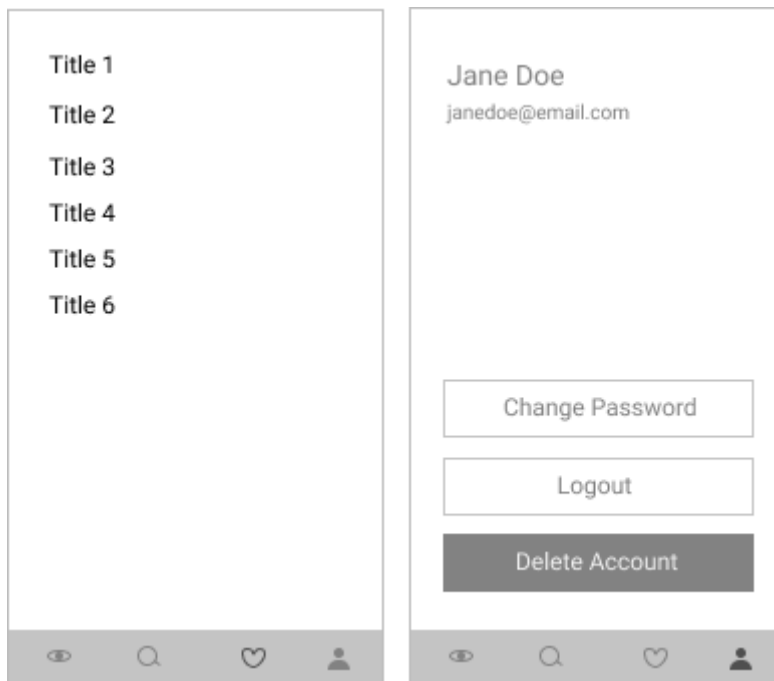 Title 1
Title 2
Title 3
Title 4
Title 5
Title 6
Jane Doe
janedoe@email.com
Change Password
Logout
Delete Account